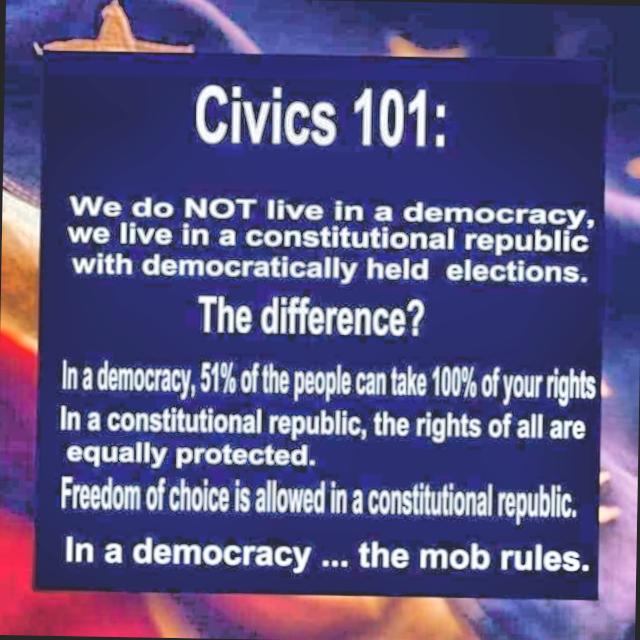 Civics 101:
We do NOT live in a democracy,
we live in a constitutional republic
with democratically held elections.
The difference?
In a democracy, 51% of the people can take 100% of your rights
In a constitutional republic, the rights of all are
equally protected.
Freedom of choice is allowed in a constitutional republic.
In a democracy ... the mob rules.